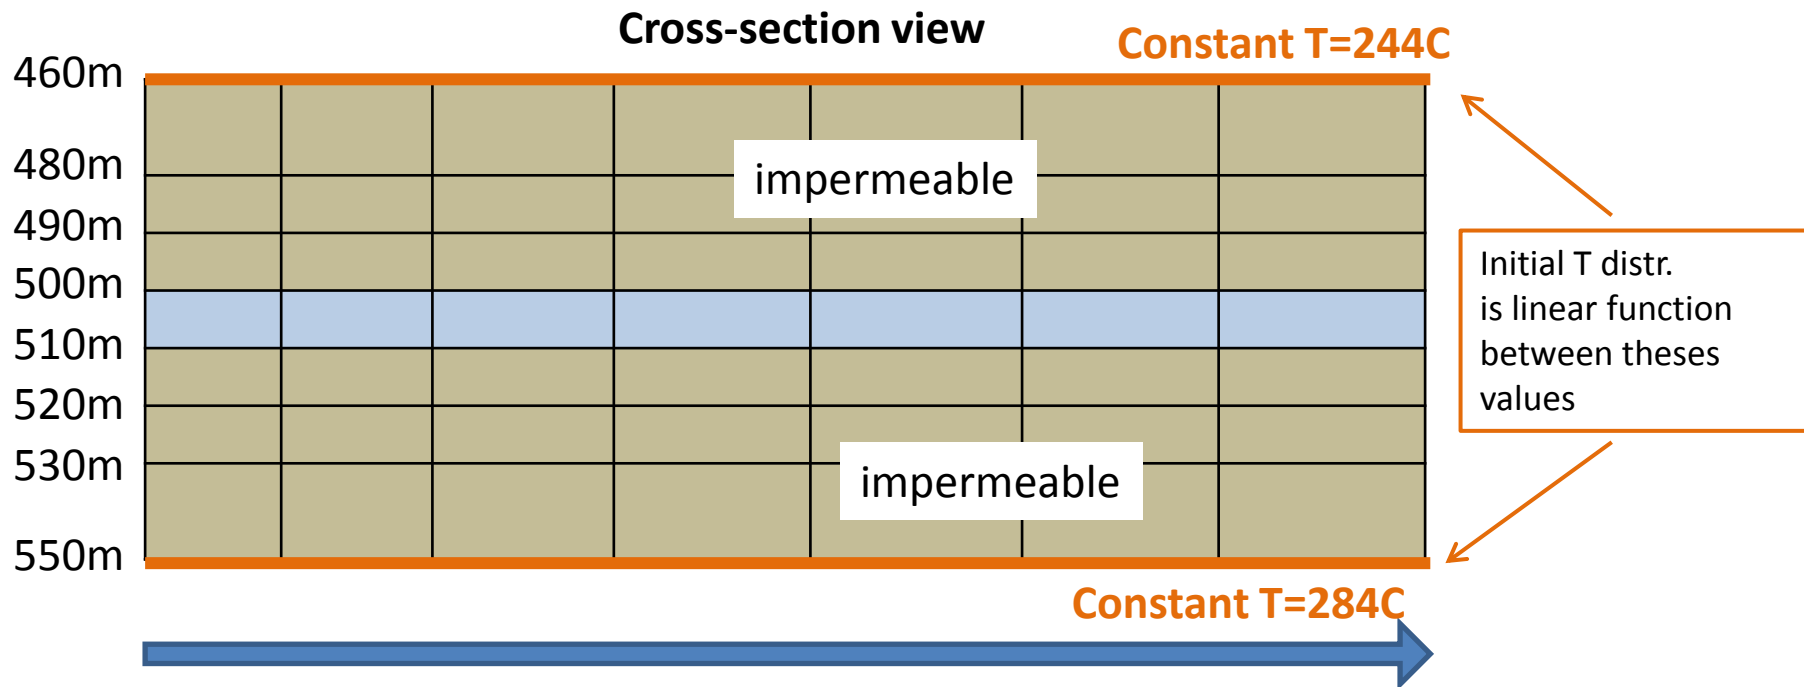 Cross-section view
Constant T=244C
460m
480m
impermeable
490m
500m
510m
520m
530m
550m
impermeable
Initial T distr.
is linear function
between theses
values
Constant T=284C